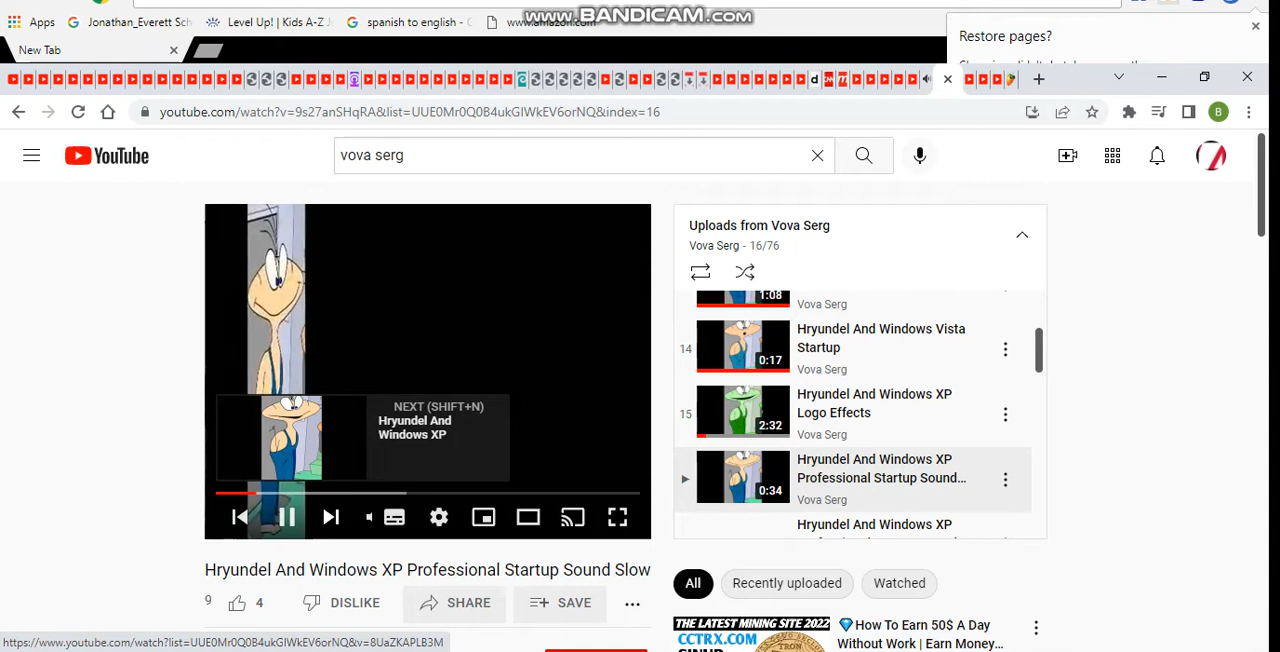 Apps
Jonathan_Everett Sch
Level Up! | Kids A-Z
spanish to english -
www.amazon.com
www.BANDICAM.com
Restore pages?
New Tab
youtube.com/watch?v=9s27anSHqRA&list=UUE0Mr0Q0B4ukGIWkEV6orNQ&index=16
B
YouTube
vova serg
Uploads from Vova Serg
Vova Serg - 16/76
1:08
Vova Serg
14
0:17
Hryundel And Windows Vista
Startup
Vova Serg
15
2:32
Hryundel And Windows XP
Logo Effects
Vova Serg
0:34
Hryundel And Windows XP
Professional Startup Sound...
Vova Serg
Hryundel And Windows XP
NEXT (SHIFT+N)
Hryundel And
Windows XP
Hryundel And Windows XP Professional Startup Sound Slow
9
4
DISLIKE
SHARE
SAVE
All
Recently uploaded
Watched
THE LATEST MINING SITE 2022
CCTRX.COM
💎How To Earn 50$ A Day
Without Work | Earn Money...
https://www.youtube.com/watch?list=UUE0Mr0Q0B4ukGIWkEV6orNQ&v=8UaZKAPLB3M